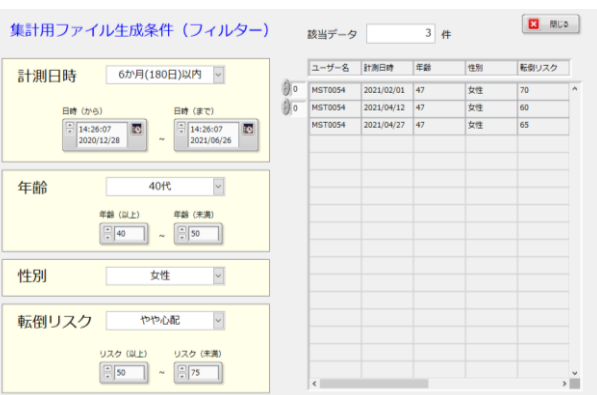 集計用ファイル生成条件（フィルター）
計測日時
6か月(180日)以内
日時（から）
日時（まで）
14:26:07
2020/12/28
～
14:26:07
2021/06/26
年齢
40代
年齢（以上）
年齢（未満）
40
～
50
性別
女性
転倒リスク
やや心配
リスク（以上）
リスク（未満）
50
～
75
該当データ 3 件
閉じる
ユーザー名 計測日時 年齢 性別 転倒リスク
0 MST0054 2021/02/01 47 女性 70
0 MST0054 2021/04/12 47 女性 60
MST0054 2021/04/27 47 女性 65